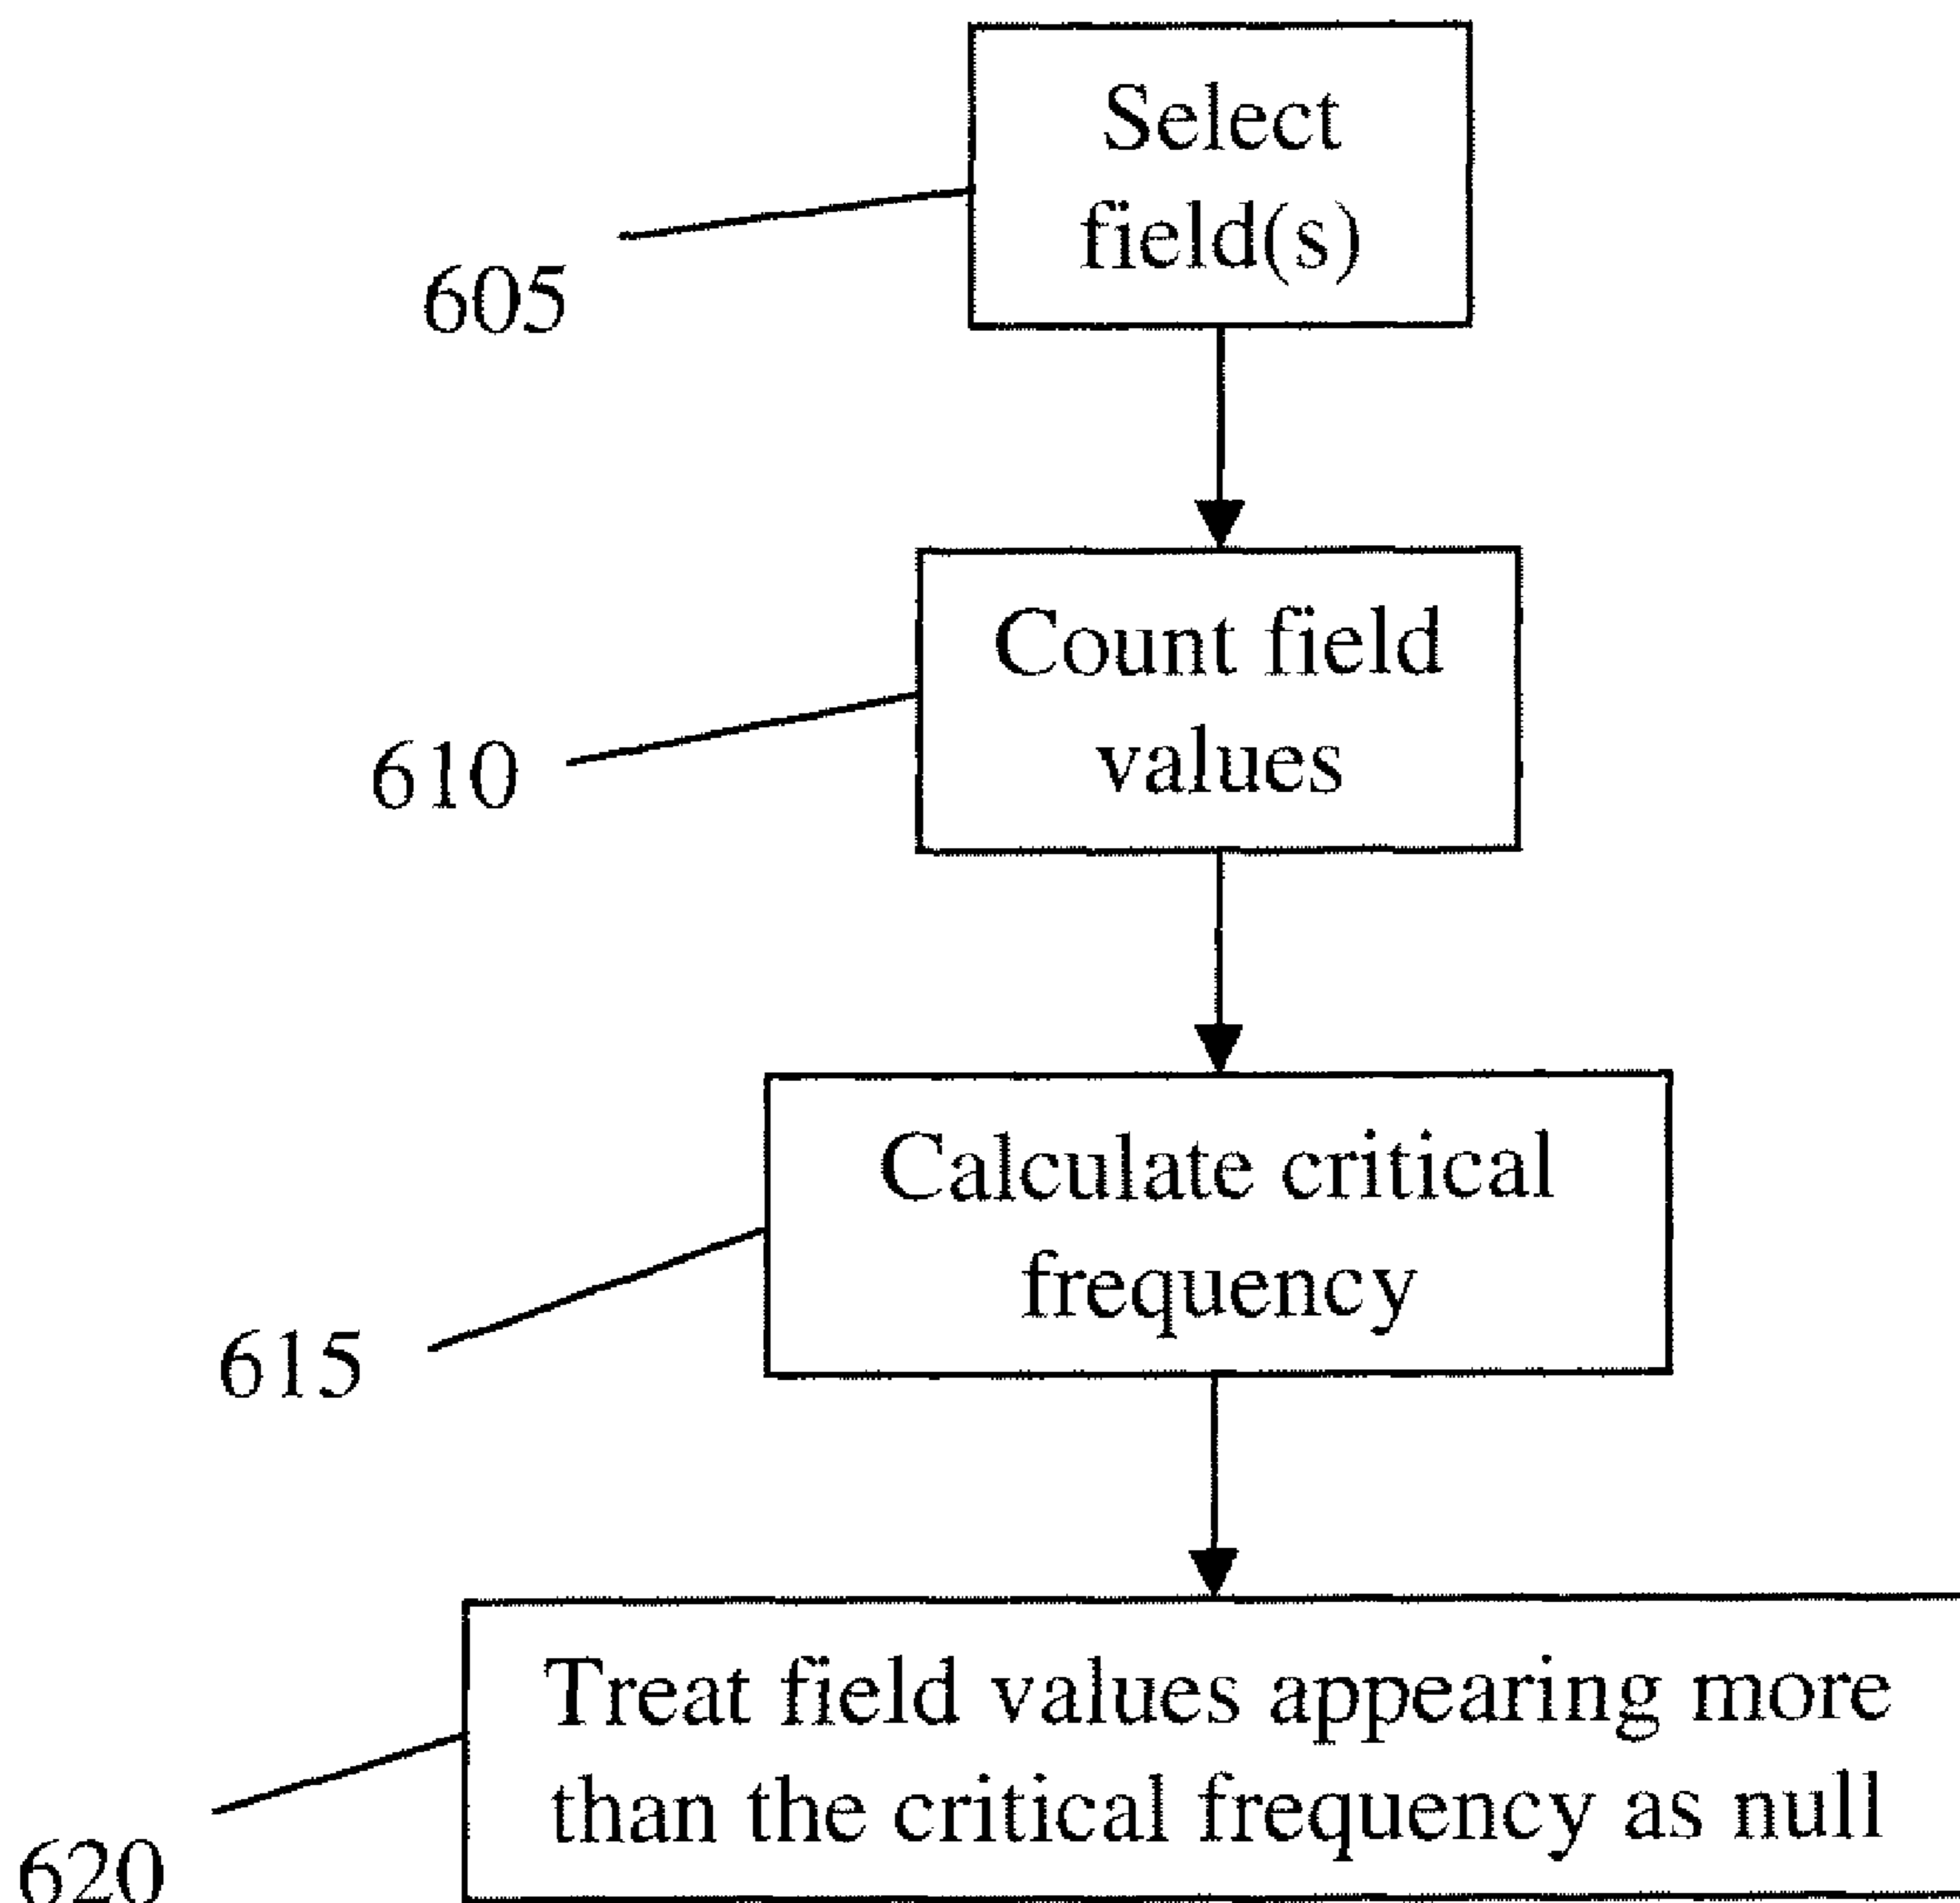 Select
field(s)
605
Count field
values
610
Calculate critical
frequency
615
Treat field values appearing more
than the critical frequency as null
620